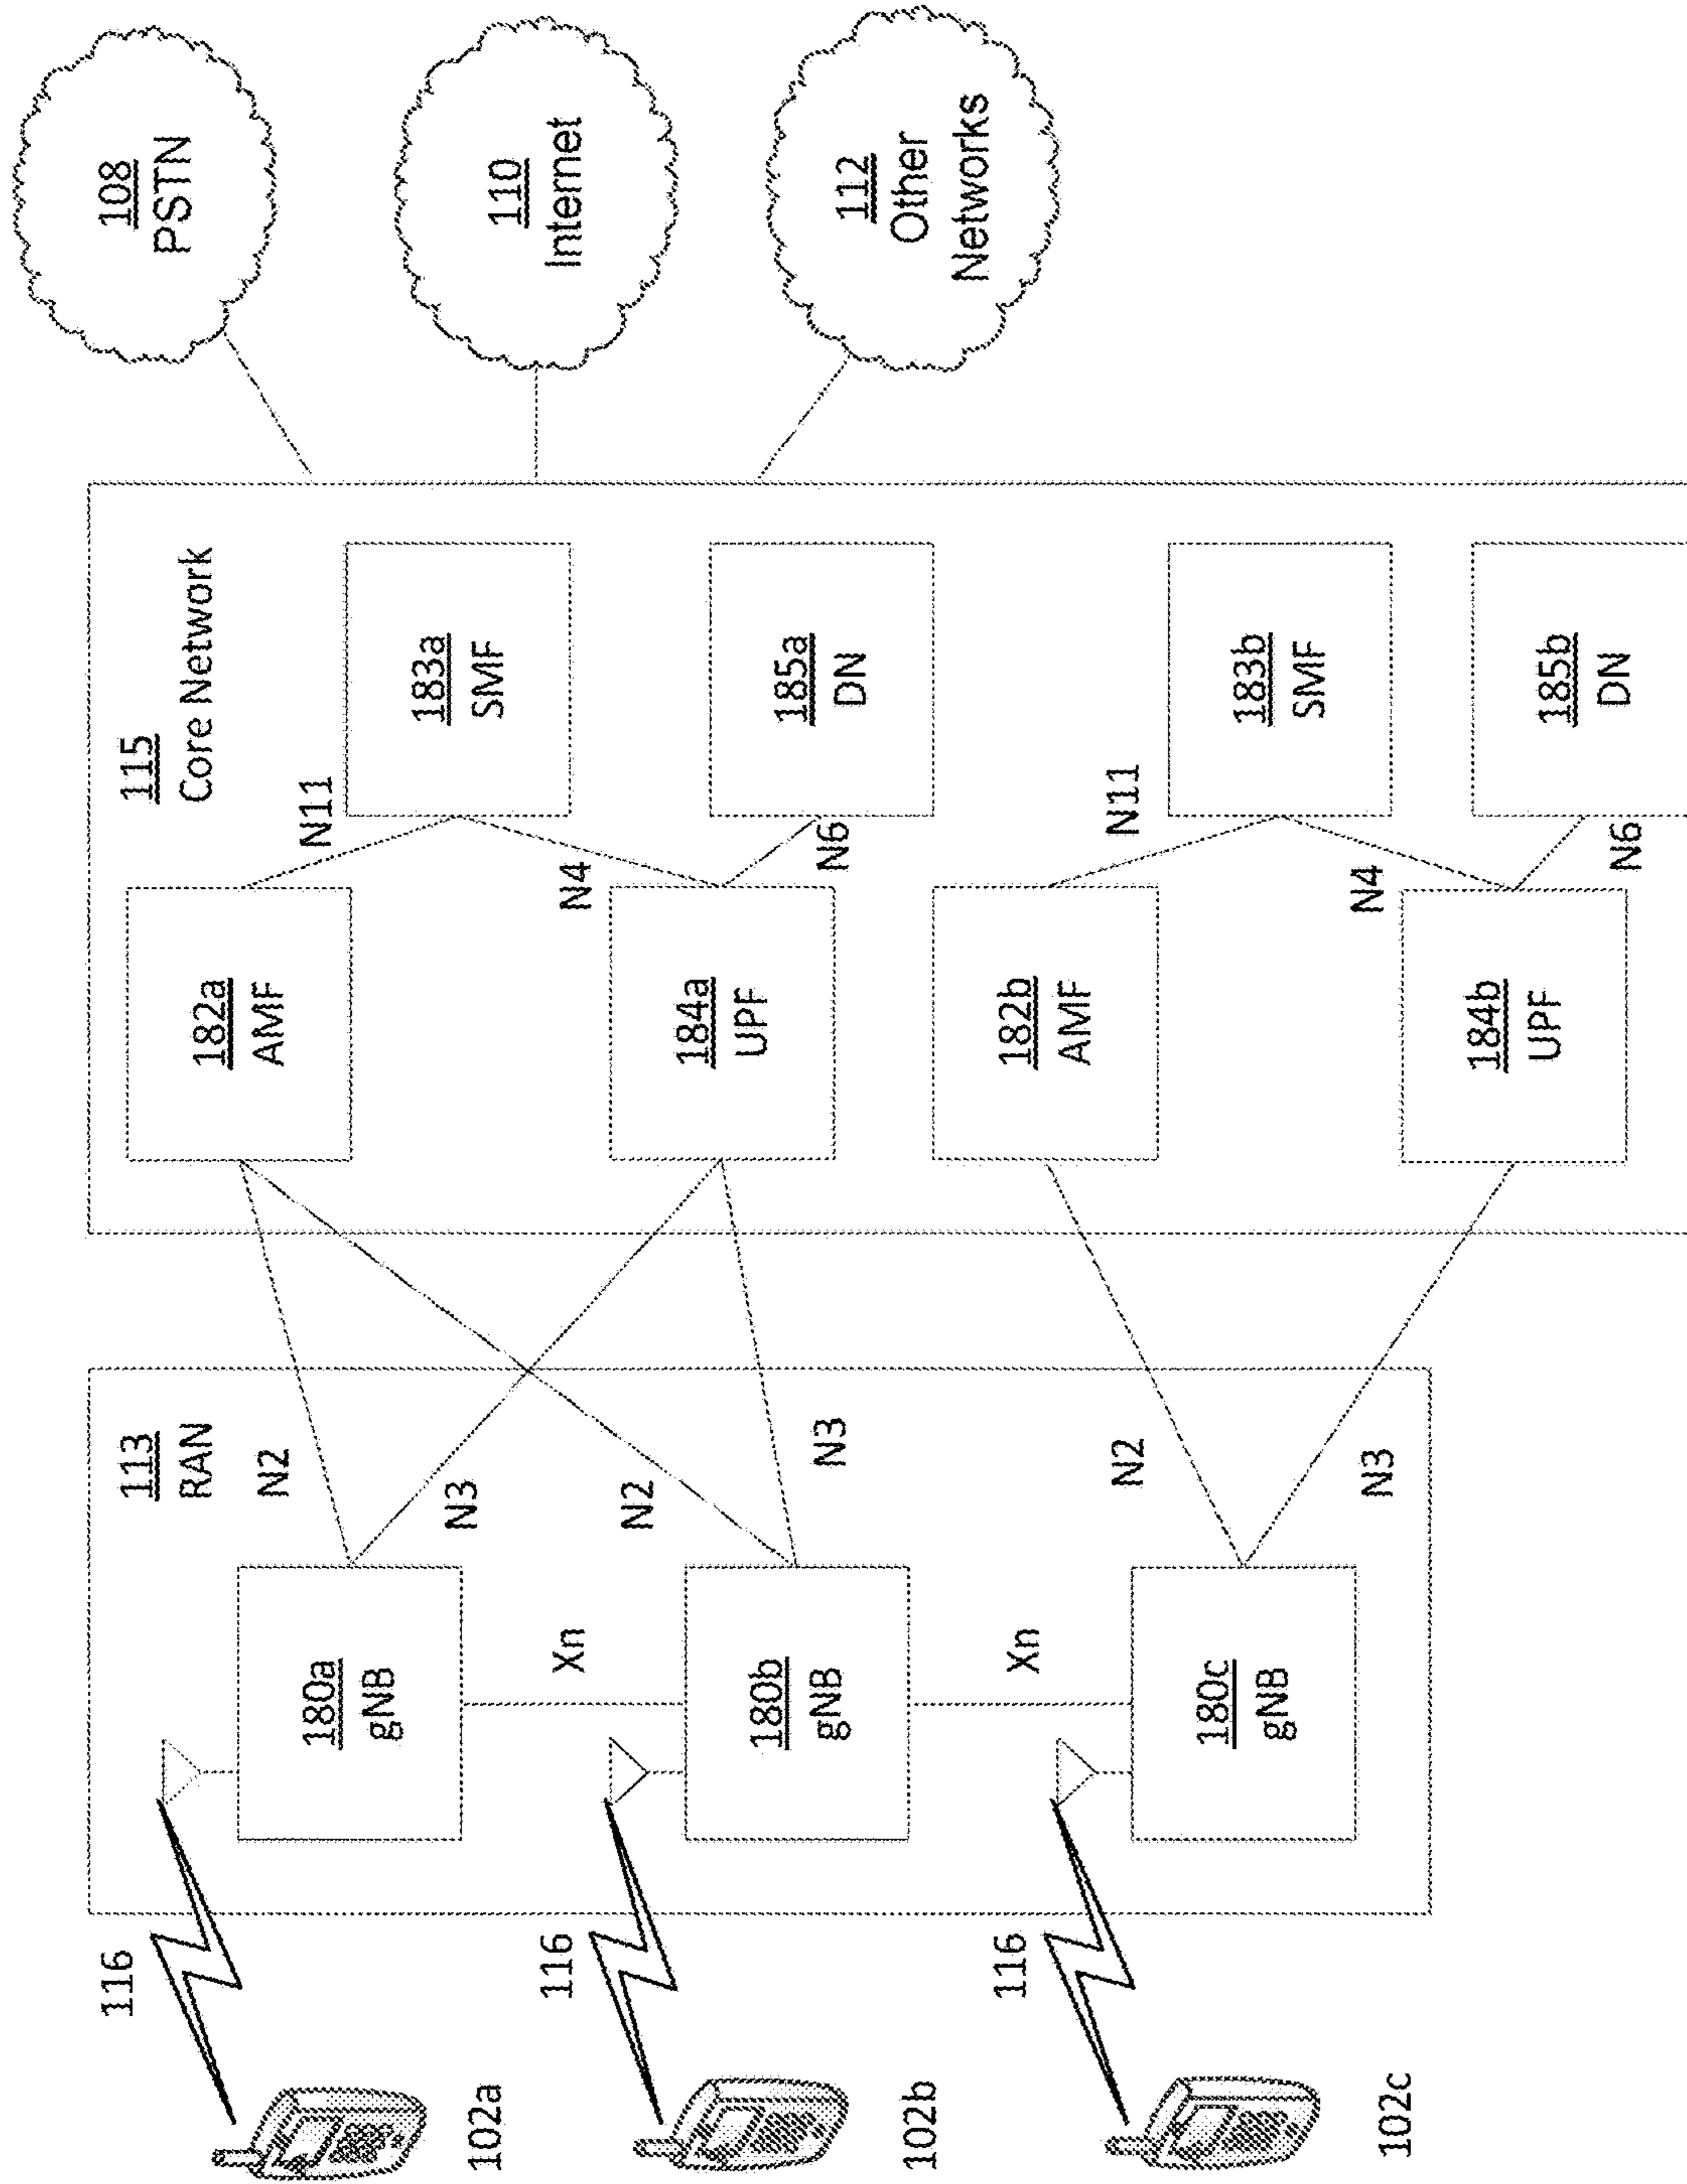 102a
102b
102c
116
116
116
113
RAN
180a
gNB
180b
gNB
180c
gNB
Xn
Xn
N2
N3
N2
N3
N2
N3
115
Core Network
182a
AMF
184a
UPF
182b
AMF
184b
UPF
N11
N4
N6
N11
N4
N6
183a
SMF
185a
DN
183b
SMF
185b
DN
108
PSTN
110
Internet
112
Other
Networks